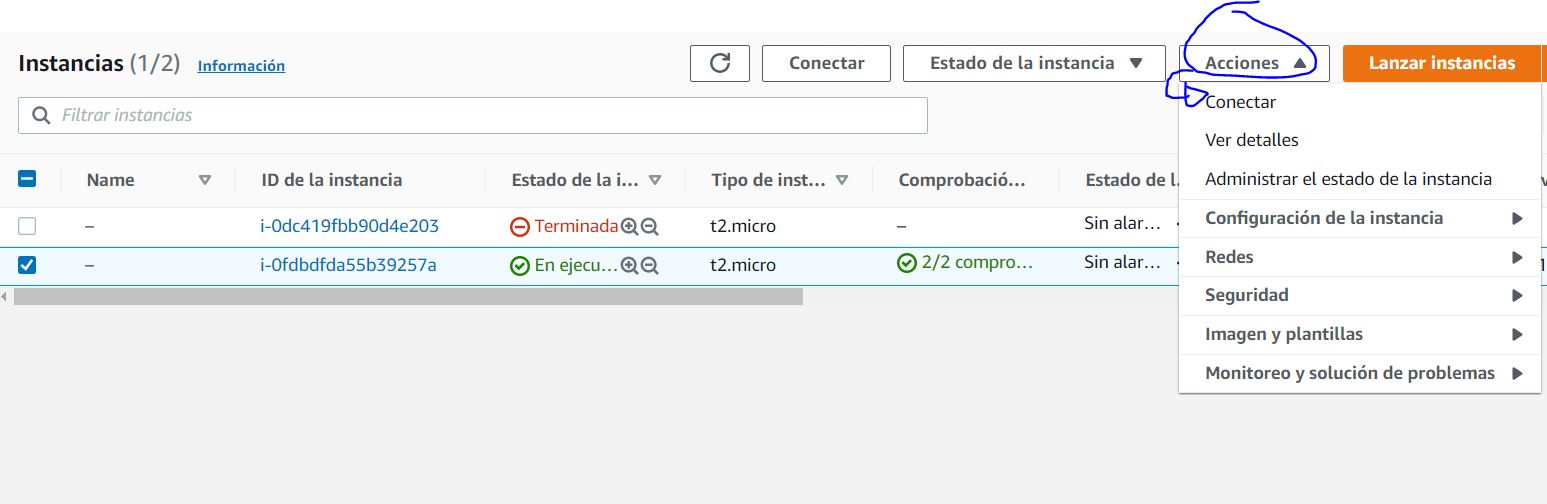 Instancias (1/2) Información Conectar Estado de la instancia Acciones Lanzar instancias
Filtrar instancias
Conectar
Ver detalles
Administrar el estado de la instancia
Configuración de la instancia
Redes
Seguridad
Imagen y plantillas
Monitoreo y solución de problemas
Name ID de la instancia Estado de la i... Tipo de inst... Comprobació... Estado de l.
– i-0dc419fbb90d4e203 Terminada t2.micro – Sin alar...
– i-0fdbdfda55b39257a En ejecu... t2.micro 2/2 compro... Sin alar...